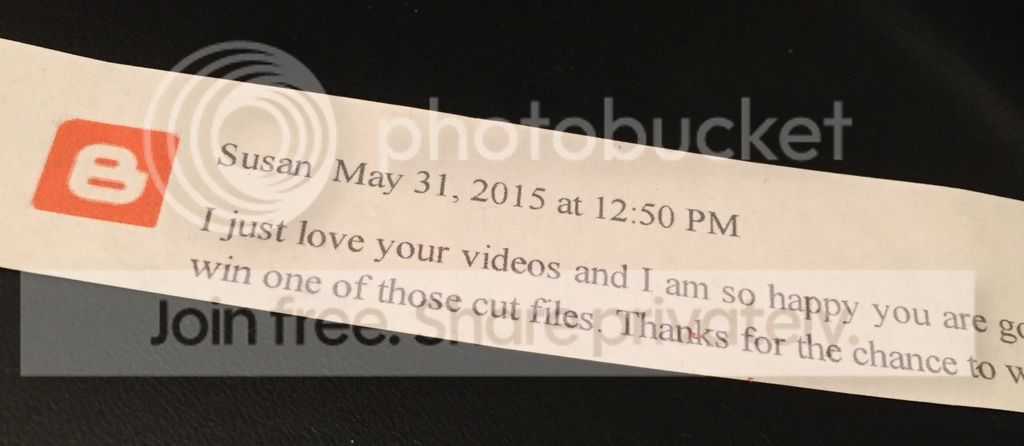 photobucket
Susan May 31, 2015 at 12:50 PM
I just love your videos and I am so happy you are
win one of those cut files. Thanks for the chance to
Join free. Share privately.